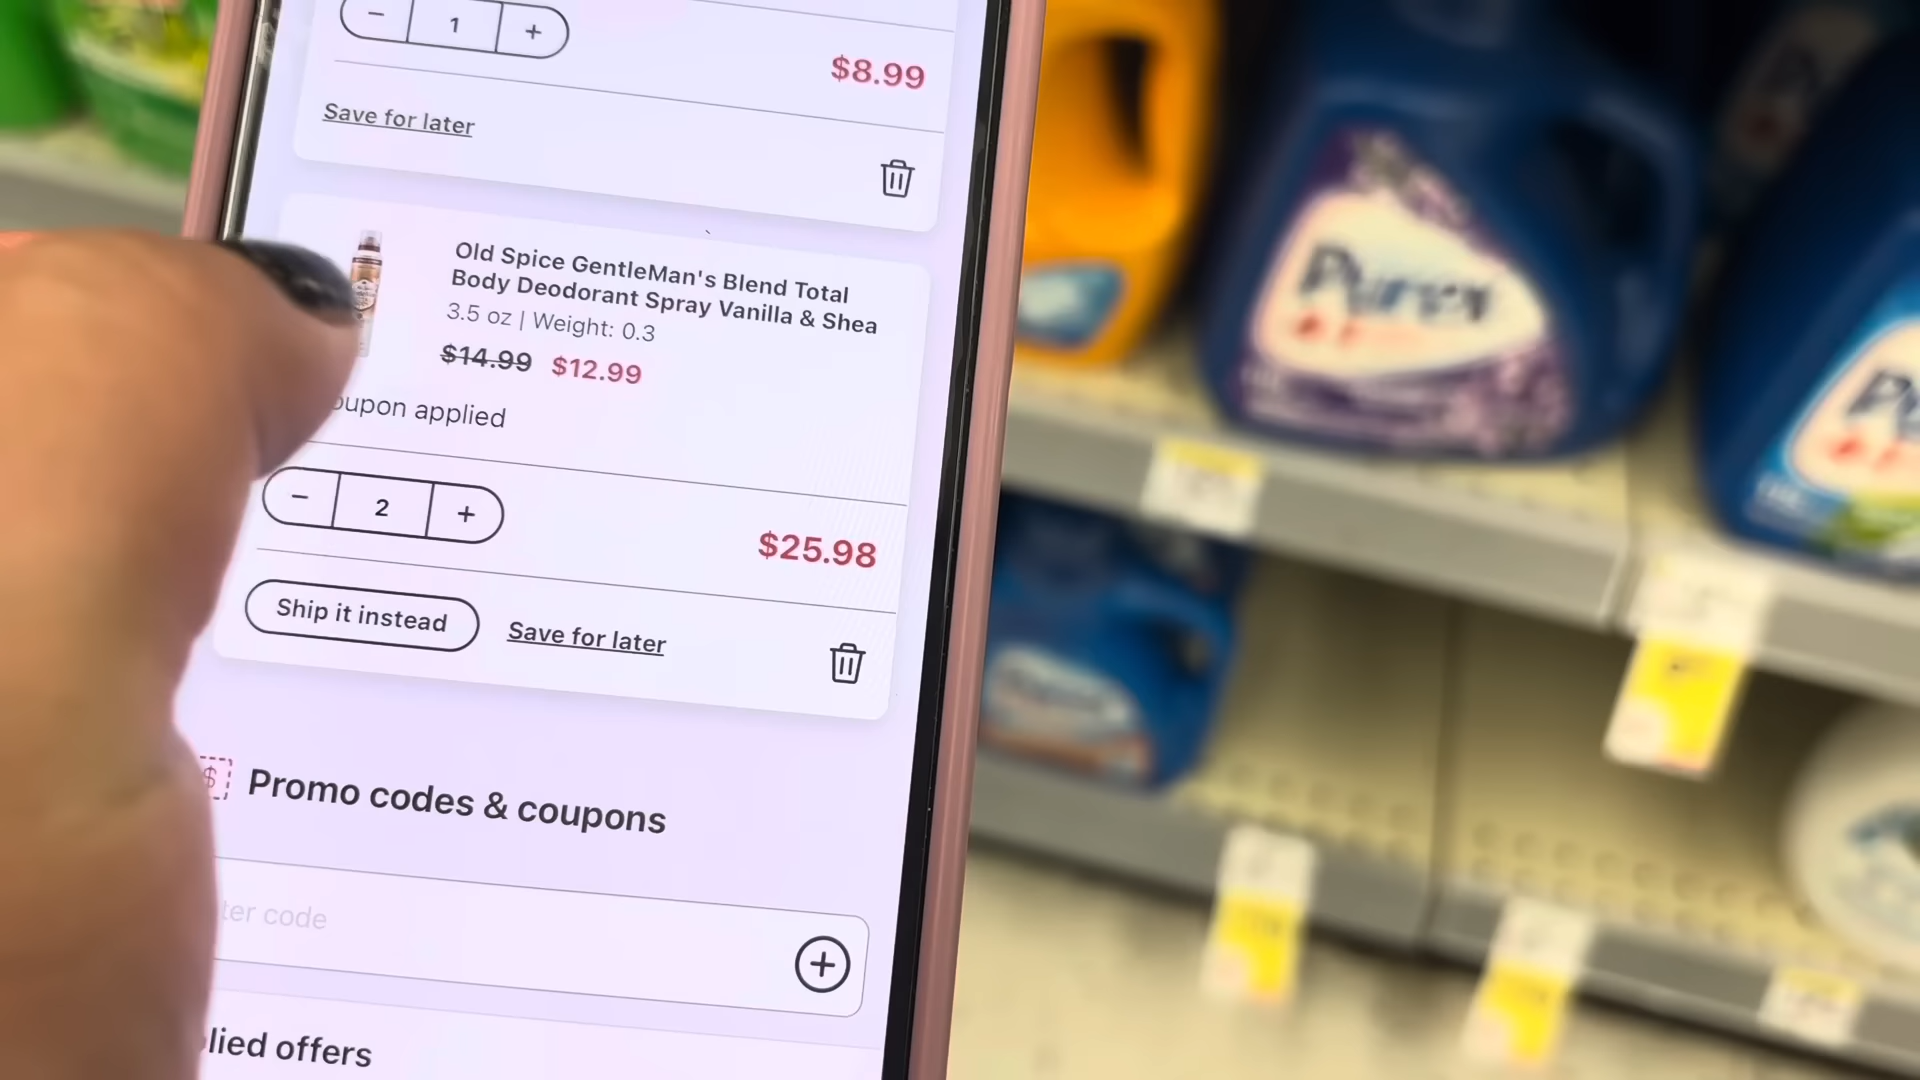 − 1 +
$8.99
Save for later
Old Spice GentleMan's Blend Total
Body Deodorant Spray Vanilla & Shea
3.5 oz | Weight: 0.3
$14.99 $12.99
oupon applied
− 2 +
$25.98
Ship it instead Save for later
$ Promo codes & coupons
ter code
+
lied offers
Purex